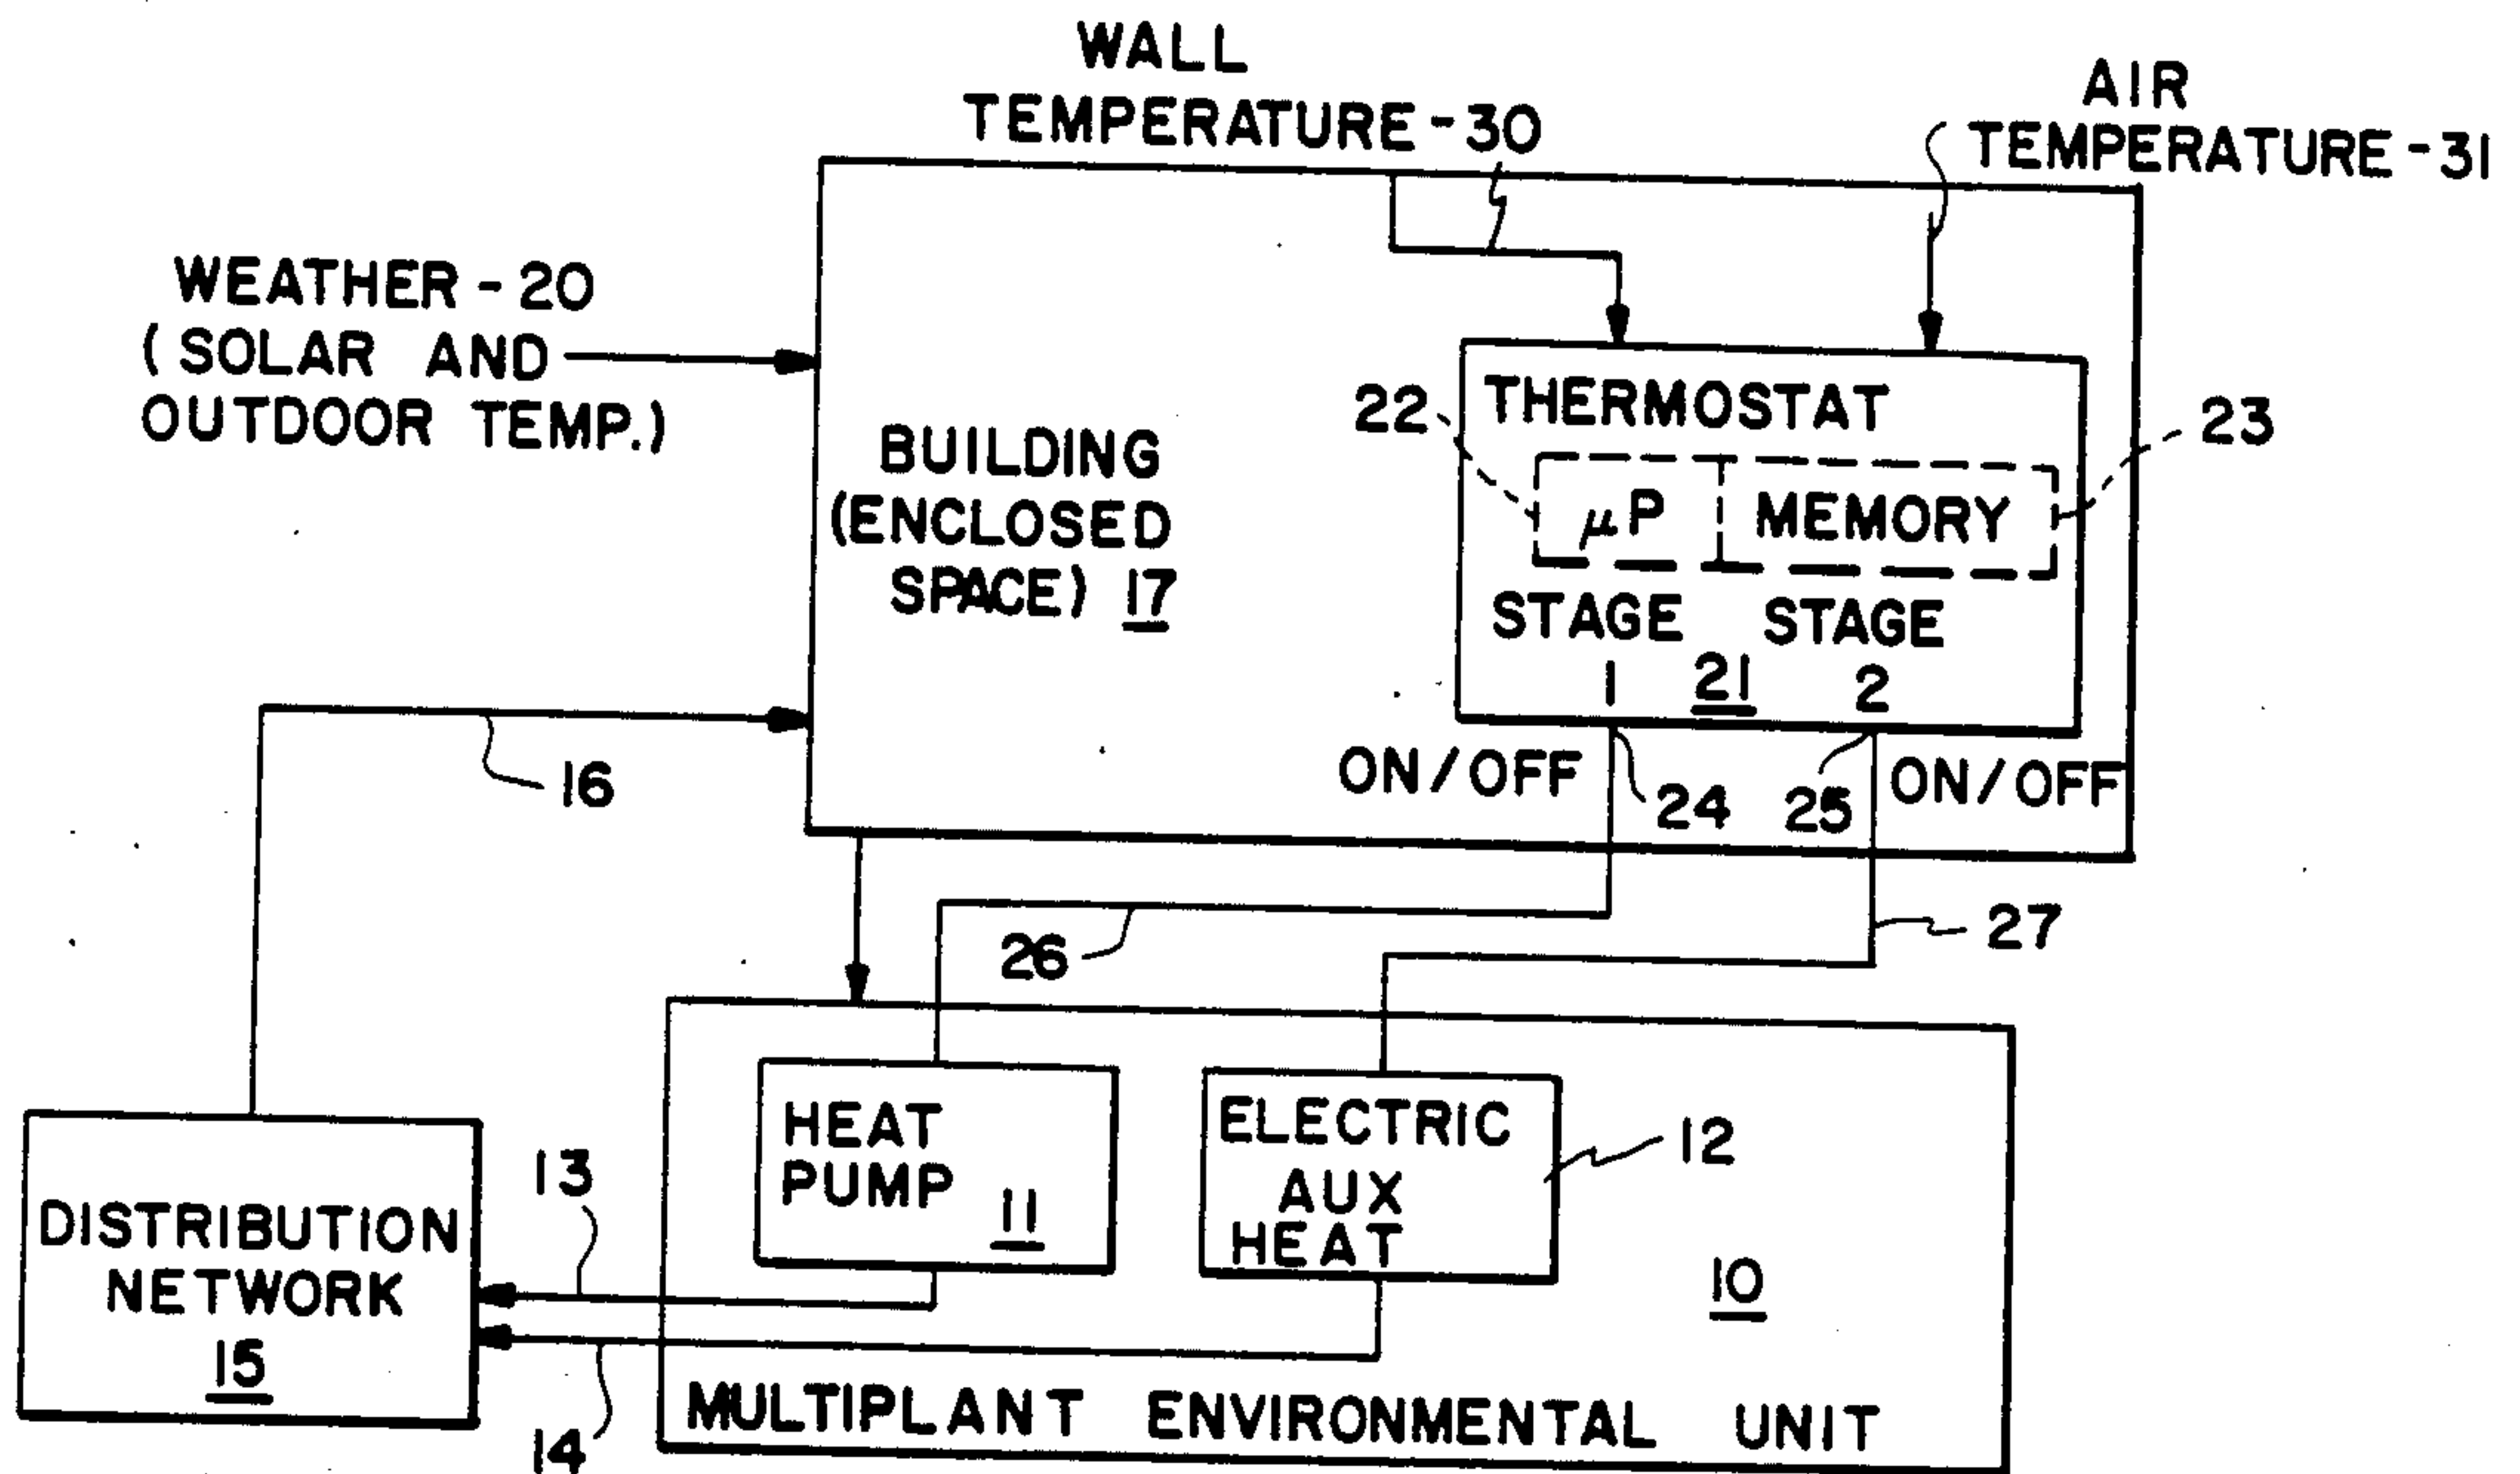 WALL
TEMPERATURE-30
AIR
TEMPERATURE-31
WEATHER-20
(SOLAR AND
OUTDOOR TEMP.)
BUILDING
(ENCLOSED
SPACE) 17
22
THERMOSTAT
23
μP
MEMORY
STAGE
1
21
STAGE
2
16
ON/OFF
24
25
ON/OFF
26
27
HEAT
PUMP
11
ELECTRIC
AUX
HEAT
12
13
DISTRIBUTION
NETWORK
15
10
14
MULTIPLANT ENVIRONMENTAL UNIT